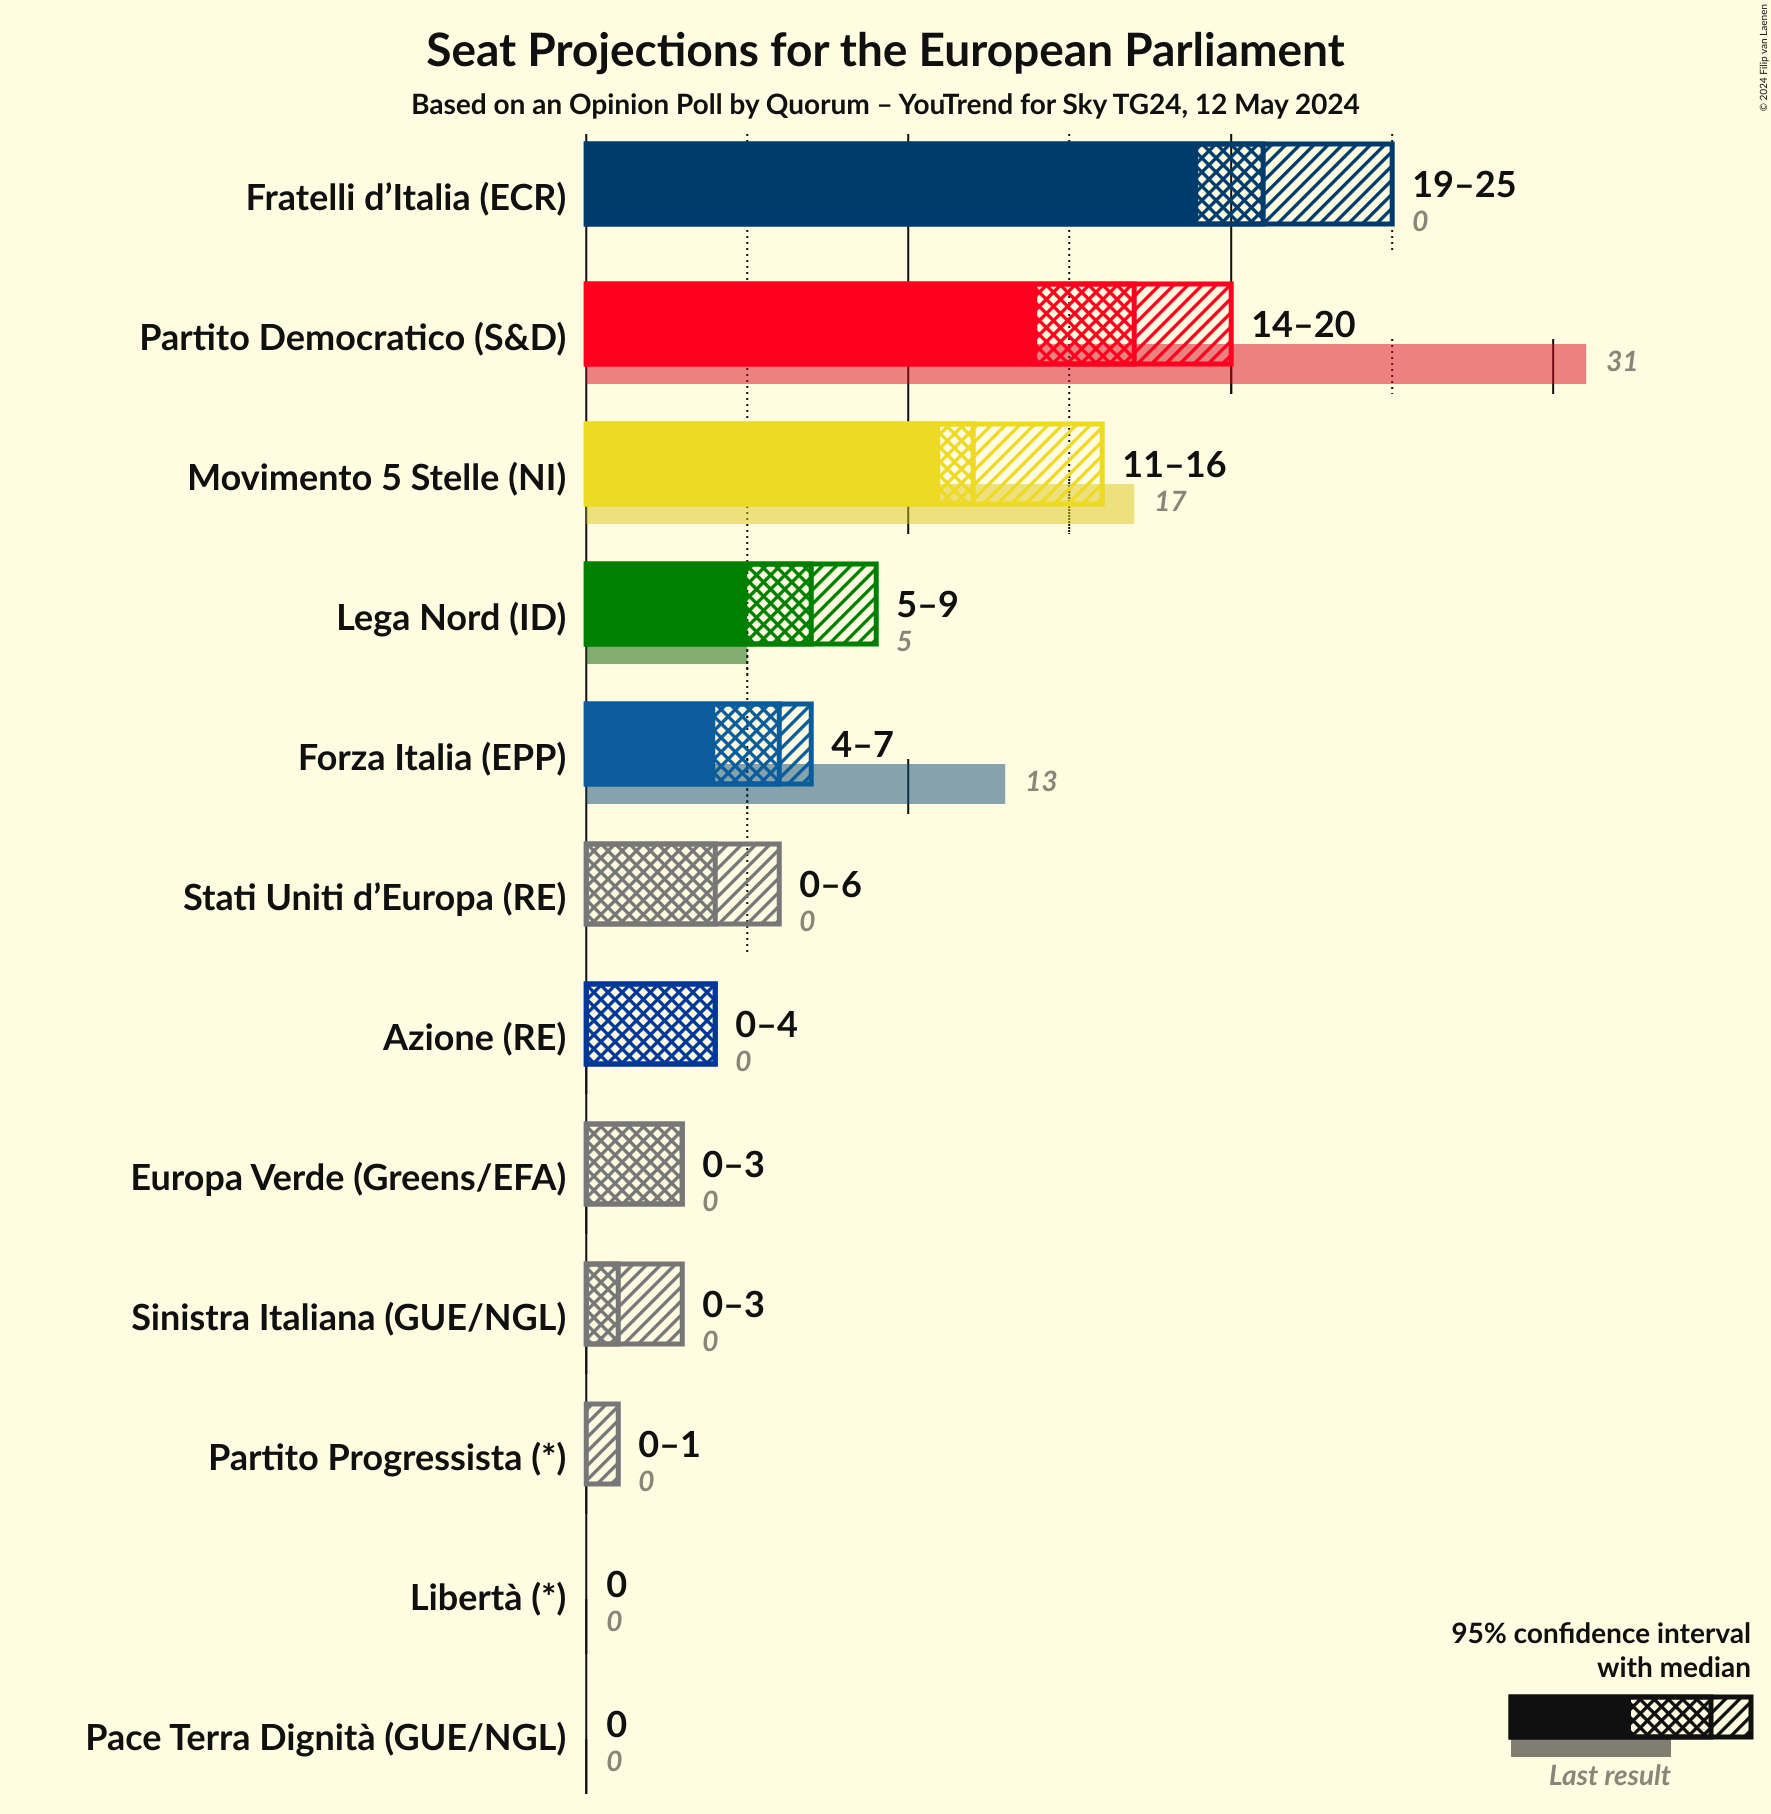 Seat Projections for the European Parliament
Based on an Opinion Poll by Quorum – YouTrend for Sky TG24, 12 May 2024
© 2024 Filip van Laenen
Fratelli d’Italia (ECR)
19–25
0
Partito Democratico (S&D)
14–20
31
Movimento 5 Stelle (NI)
11–16
17
Lega Nord (ID)
5–9
5
Forza Italia (EPP)
4–7
13
Stati Uniti d’Europa (RE)
0–6
0
Azione (RE)
0–4
0
Europa Verde (Greens/EFA)
0–3
0
Sinistra Italiana (GUE/NGL)
0–3
0
Partito Progressista (*)
0–1
0
Libertà (*)
0
0
Pace Terra Dignità (GUE/NGL)
0
0
95% confidence interval
with median
Last result